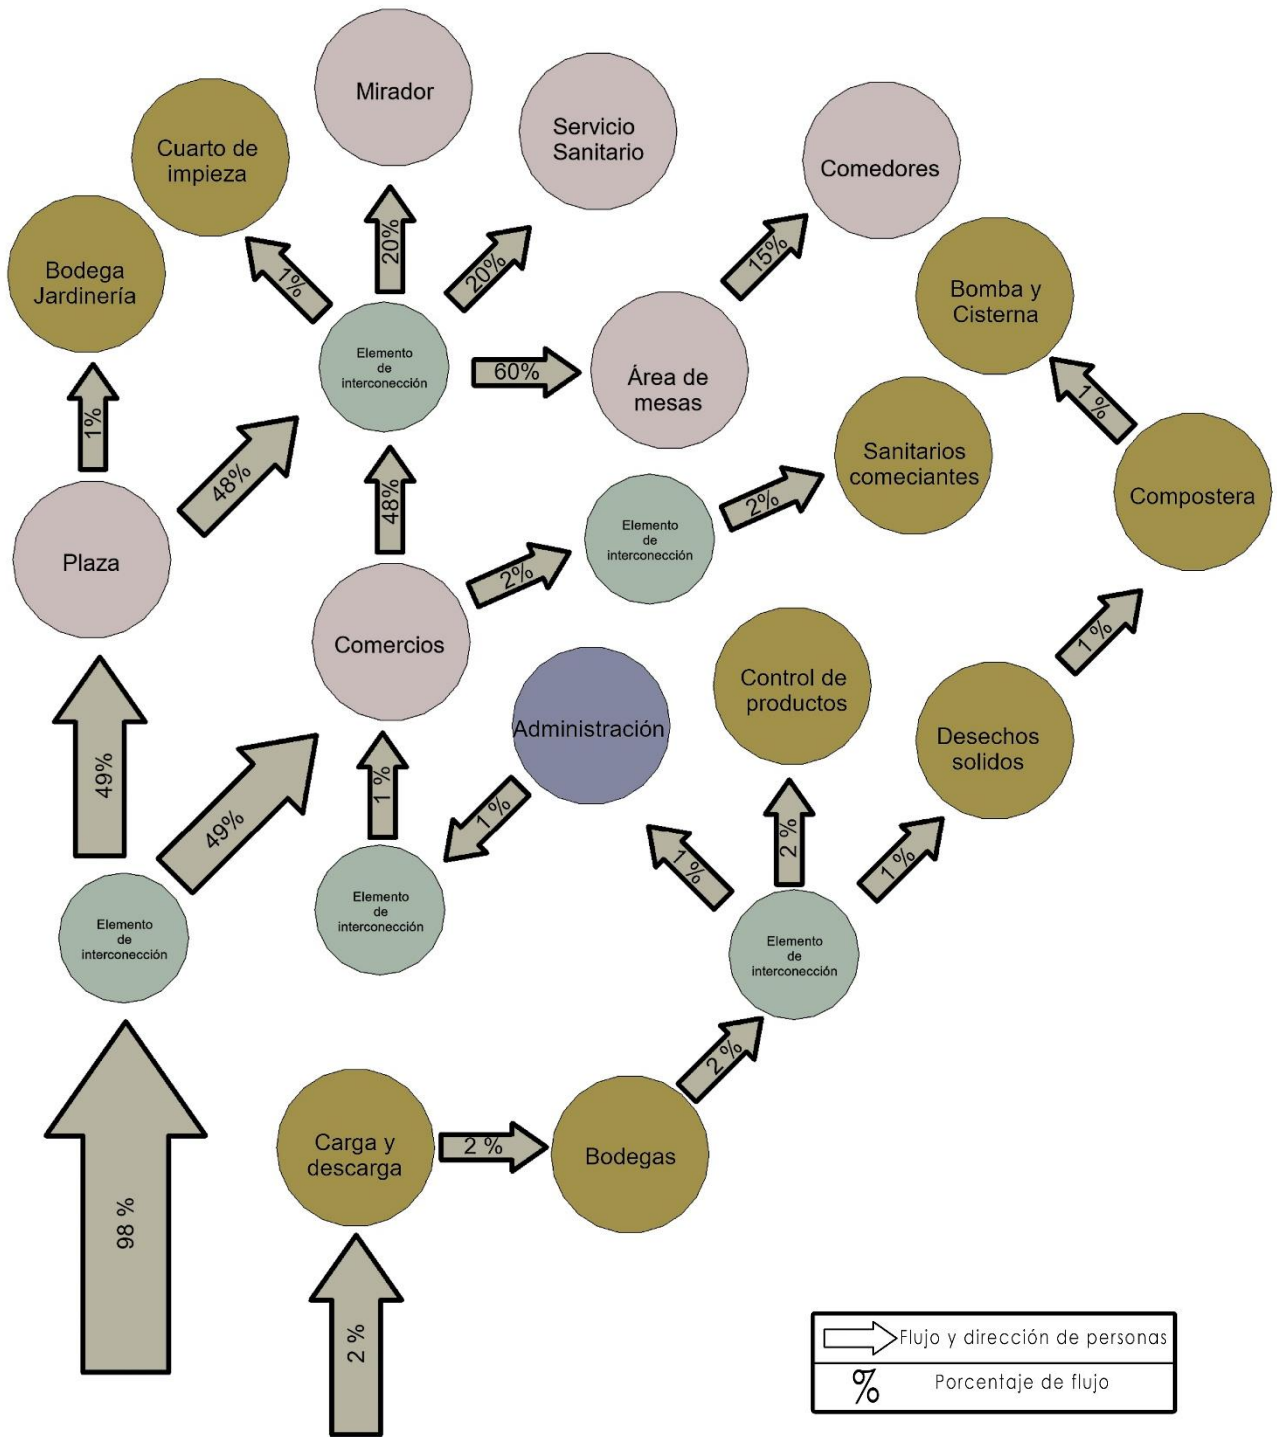 Mirador
Servicio
Sanitario
Cuarto de
impieza
Comedores
Bodega
Jardinería
20%
20%
1%
15%
Bomba y
Cisterna
Elemento
de
interconección
60%
Área de
mesas
1%
1 %
48%
48%
Sanitarios
comeciantes
Compostera
2%
Elemento
de
interconección
Plaza
2%
Comercios
1 %
Control de
productos
Administración
Desechos
solidos
49%
49%
1 %
1 %
2 %
1 %
1 %
Elemento
de
interconección
Elemento
de
interconección
Elemento
de
interconección
2 %
Carga y
descarga
2 %
Bodegas
98 %
2 %
Flujo y dirección de personas
% Porcentaje de flujo